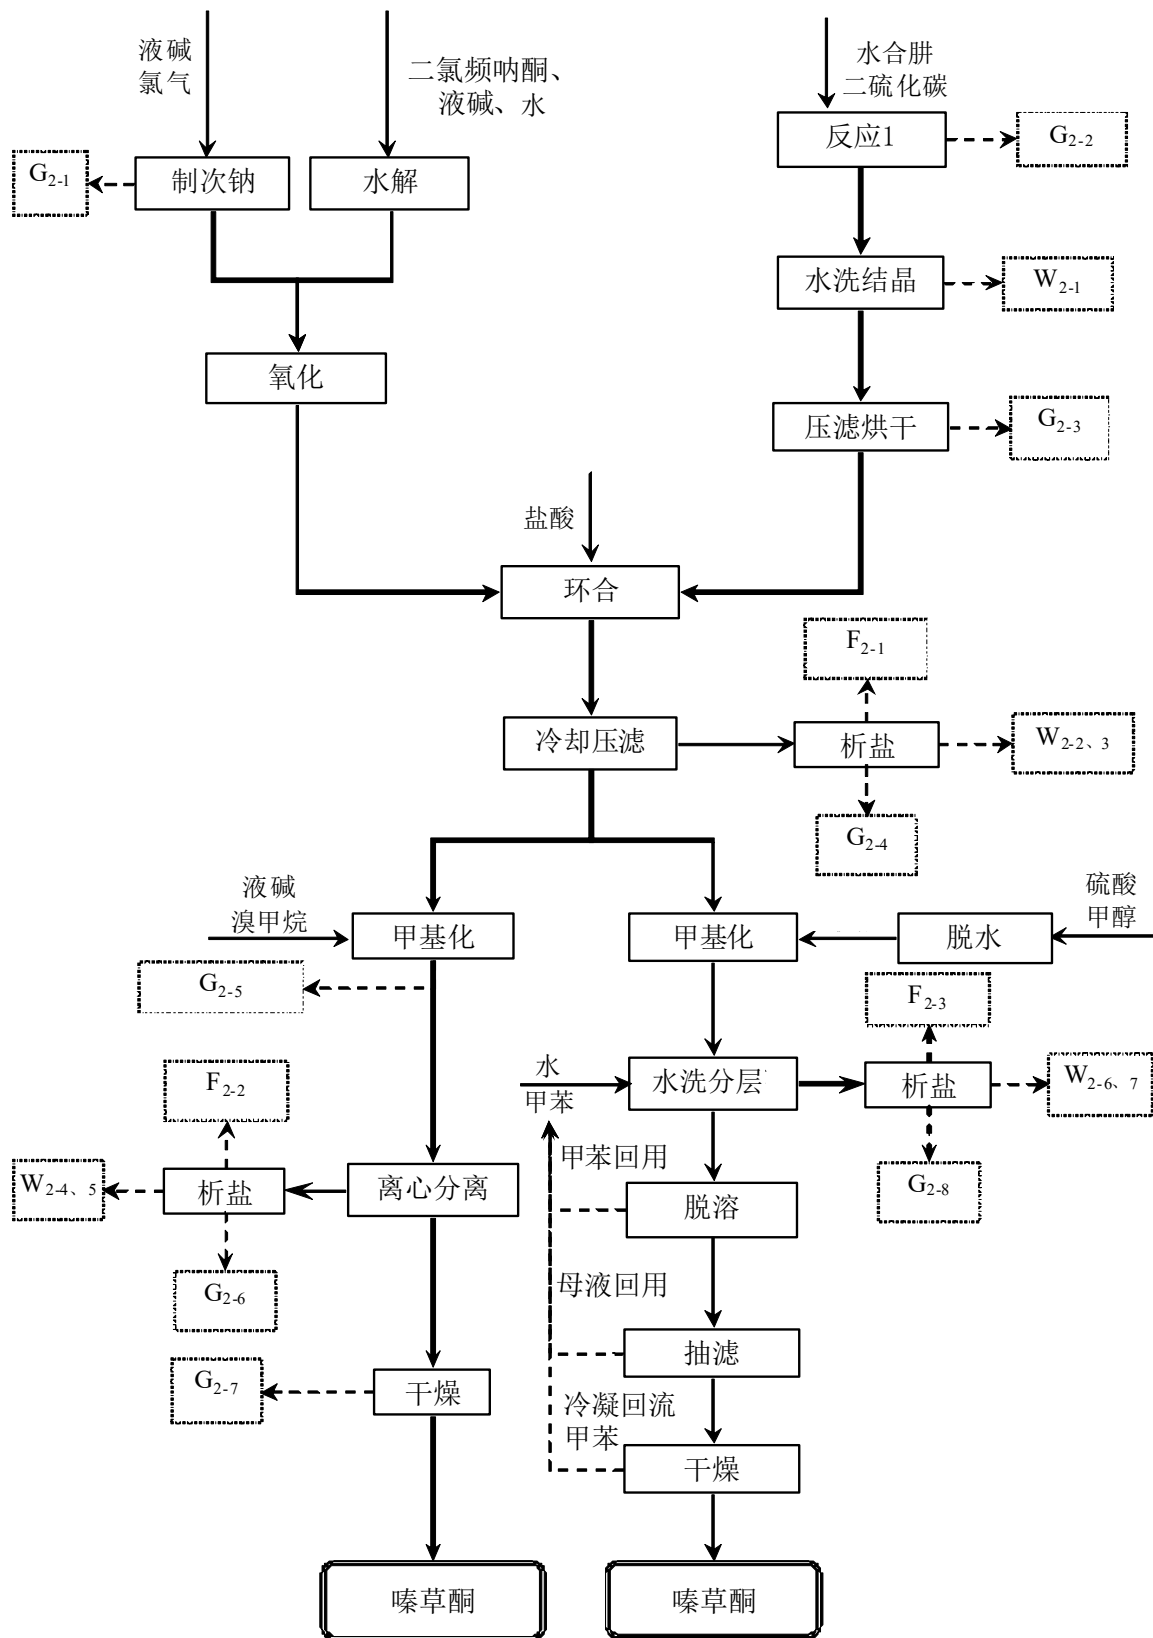 液碱
氯气
二氯频呐酮、
液碱、水
水合肼
二硫化碳
G2-1
制次钠
水解
反应1
G2-2
水洗结晶
W2-1
氧化
压滤烘干
G2-3
盐酸
环合
F2-1
冷却压滤
析盐
W2-2、3
G2-4
液碱
溴甲烷
甲基化
甲基化
脱水
硫酸
甲醇
G2-5
F2-3
水
甲苯
水洗分层
析盐
W2-6、7
F2-2
甲苯回用
W2-4、5
析盐
离心分离
脱溶
G2-8
G2-6
母液回用
抽滤
G2-7
干燥
冷凝回流
甲苯
干燥
嗪草酮
嗪草酮